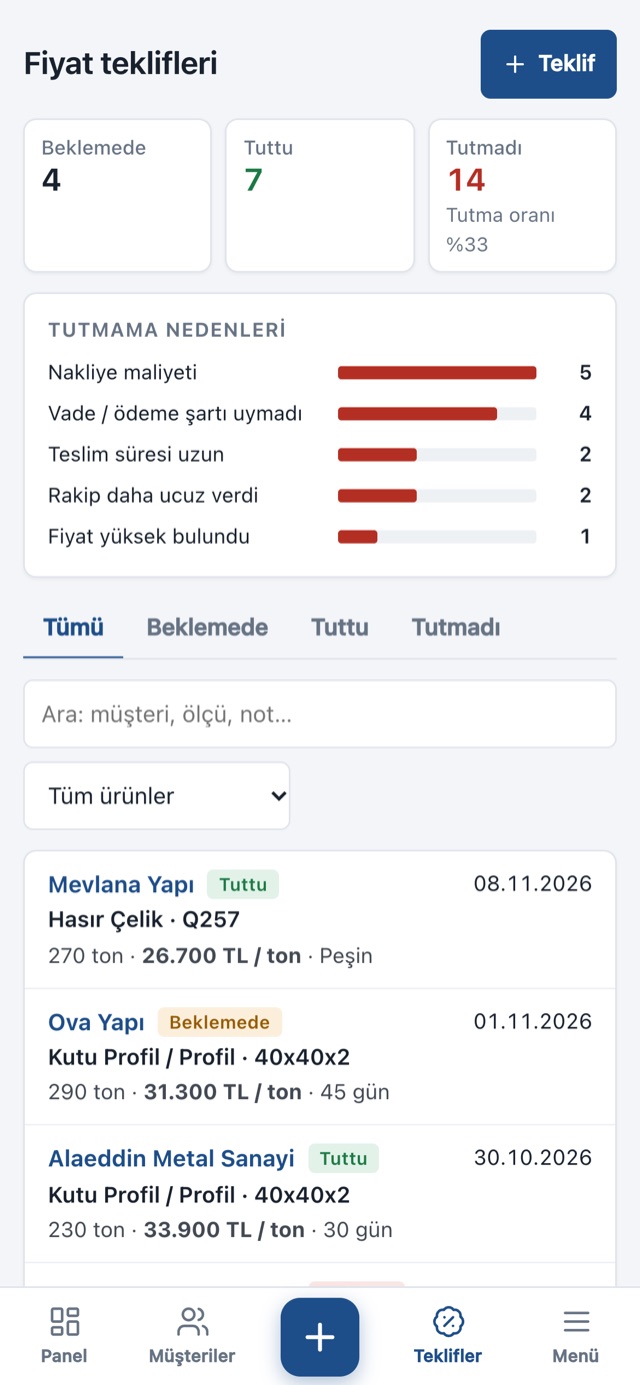 Fiyat teklifleri
+ Teklif
Beklemede
4
Tuttu
7
Tutmadı
14
Tutma oranı
%33
TUTMAMA NEDENLERİ
Nakliye maliyeti 5
Vade / ödeme şartı uymadı 4
Teslim süresi uzun 2
Rakip daha ucuz verdi 2
Fiyat yüksek bulundu 1
Tümü Beklemede Tuttu Tutmadı
Ara: müşteri, ölçü, not...
Tüm ürünler
Mevlana Yapı Tuttu 08.11.2026
Hasır Çelik · Q257
270 ton · 26.700 TL / ton · Peşin
Ova Yapı Beklemede 01.11.2026
Kutu Profil / Profil · 40x40x2
290 ton · 31.300 TL / ton · 45 gün
Alaeddin Metal Sanayi Tuttu 30.10.2026
Kutu Profil / Profil · 40x40x2
230 ton · 33.900 TL / ton · 30 gün
Panel Müşteriler + Teklifler Menü